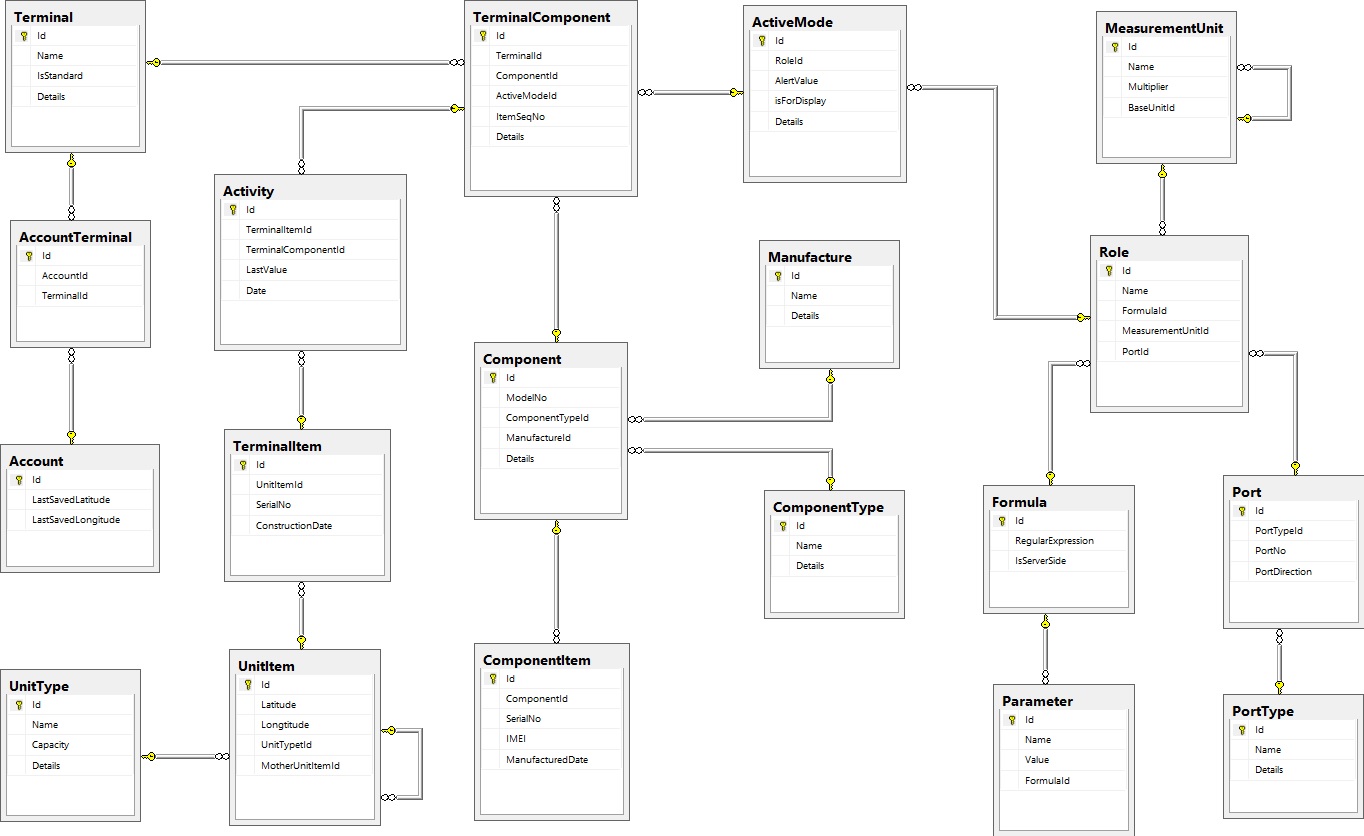 Terminal
Id
Name
IsStandard
Details
TerminalComponent
Id
TerminalId
ComponentId
ActiveModeId
ItemSeqNo
Details
ActiveMode
Id
RoleId
AlertValue
isForDisplay
Details
MeasurementUnit
Id
Name
Multiplier
BaseUnitId
Activity
Id
TerminalItemId
TerminalComponentId
LastValue
Date
AccountTerminal
Id
AccountId
TerminalId
Manufacture
Id
Name
Details
Role
Id
Name
FormulaId
MeasurementUnitId
PortId
Component
Id
ModelNo
ComponentTypeId
ManufactureId
Details
Account
Id
LastSavedLatitude
LastSavedLongitude
TerminalItem
Id
UnitItemId
SerialNo
ConstructionDate
ComponentType
Id
Name
Details
Formula
Id
RegularExpression
IsServerSide
Port
Id
PortTypeId
PortNo
PortDirection
UnitType
Id
Name
Capacity
Details
UnitItem
Id
Latitude
Longtitude
UnitTypetId
MotherUnitItemId
ComponentItem
Id
ComponentId
SerialNo
IMEI
ManufacturedDate
Parameter
Id
Name
Value
FormulaId
PortType
Id
Name
Details